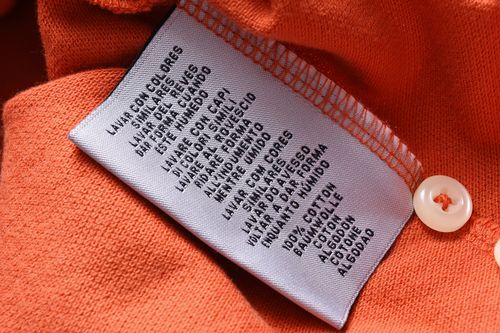 LAVAR CON COLORES
SIMILARES
LAVAR DEL REVES
DAR FORMA CUANDO
ESTE HUMEDO
LAVARE CON CAPI
DI COLORI SIMILI
LAVARE AL ROVESCIO
RIDARE FORMA
ALL'INDUMENTO
MENTRE UMIDO
LAVAR COM CORES
SIMILARES
LAVAR DO AVESSO
VOLTAR A DAR FORMA
ENQUANTO HÚMIDO
100% COTTON
BAUMWOLLE
COTON
ALGODON
COTONE
ALGODAO